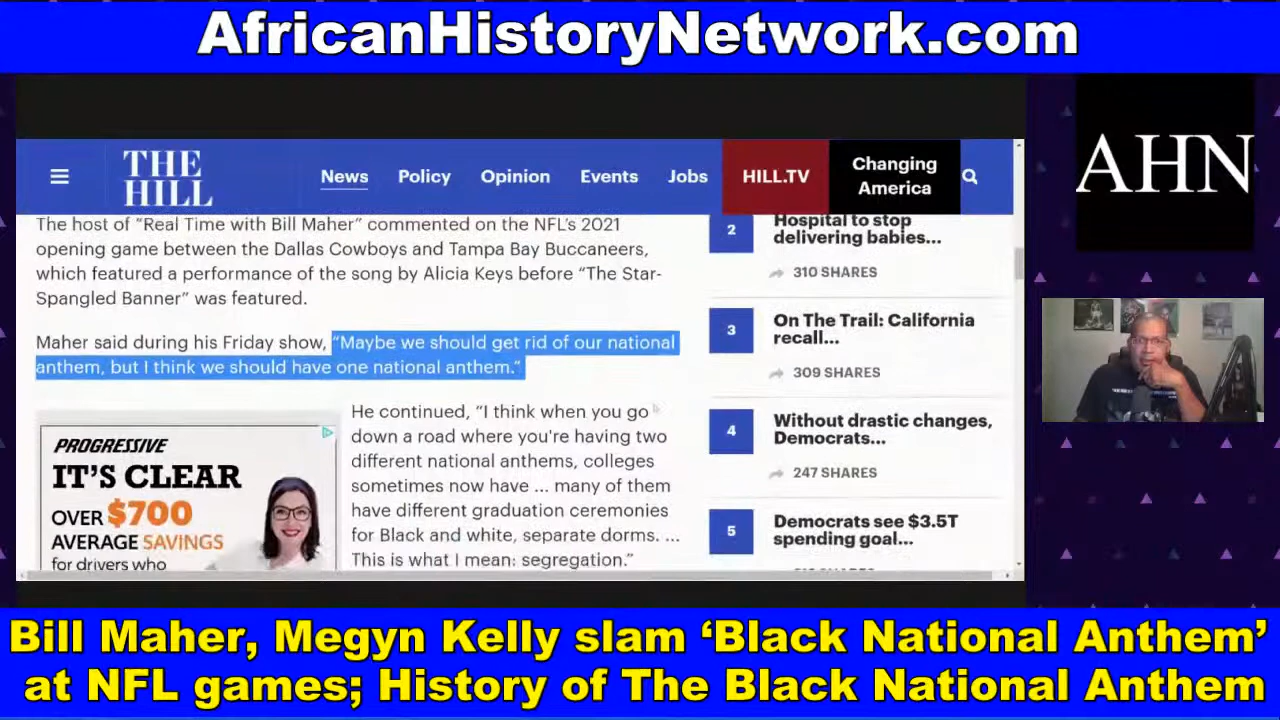 AfricanHistoryNetwork.com
THE
HILL
News
Policy
Opinion
Events
Jobs
HILL.TV
Changing
America
AHN
The host of “Real Time with Bill Maher” commented on the NFL’s 2021
opening game between the Dallas Cowboys and Tampa Bay Buccaneers,
which featured a performance of the song by Alicia Keys before “The Star-
Spangled Banner” was featured.
Maher said during his Friday show, “Maybe we should get rid of our national
anthem, but I think we should have one national anthem.”
He continued, “I think when you go
down a road where you're having two
different national anthems, colleges
sometimes now have ... many of them
have different graduation ceremonies
for Black and white, separate dorms. ...
This is what I mean: segregation.”
PROGRESSIVE
IT’S CLEAR
OVER $700
AVERAGE SAVINGS
for drivers who
2
Hospital to stop
delivering babies...
310 SHARES
3
On The Trail: California
recall...
309 SHARES
4
Without drastic changes,
Democrats...
247 SHARES
5
Democrats see $3.5T
spending goal...
Bill Maher, Megyn Kelly slam ‘Black National Anthem’
at NFL games; History of The Black National Anthem